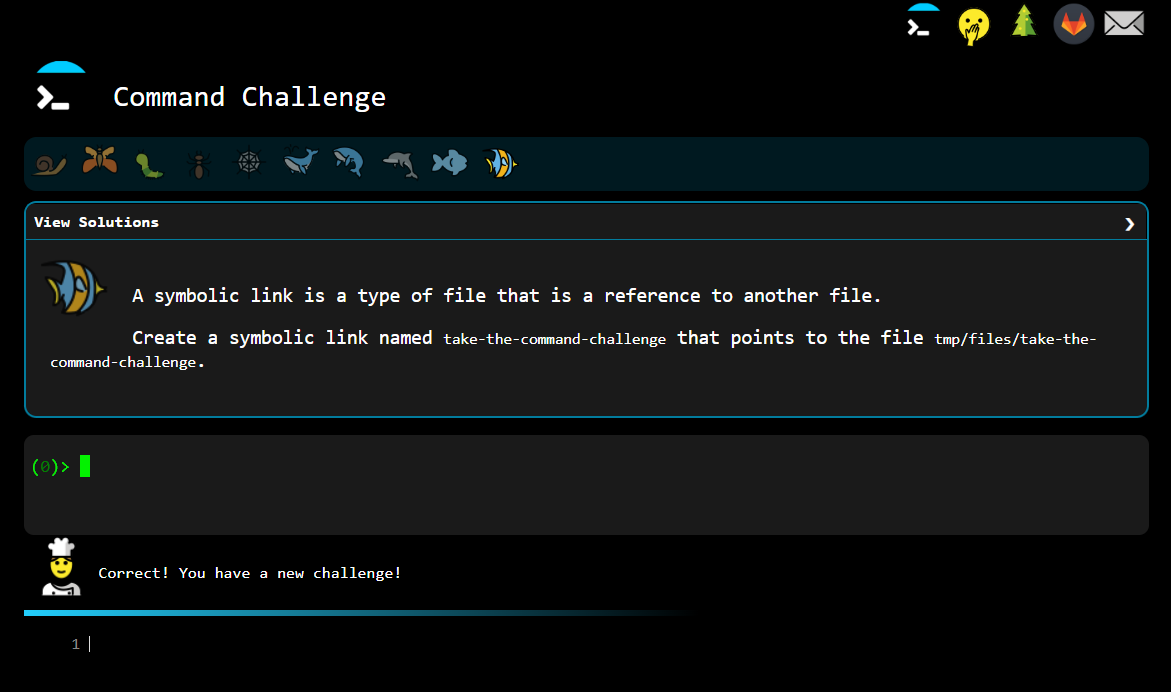 Command Challenge
View Solutions
❯
A symbolic link is a type of file that is a reference to another file.
Create a symbolic link named take-the-command-challenge that points to the file tmp/files/take-the-
command-challenge.
(0)>
Correct! You have a new challenge!
1